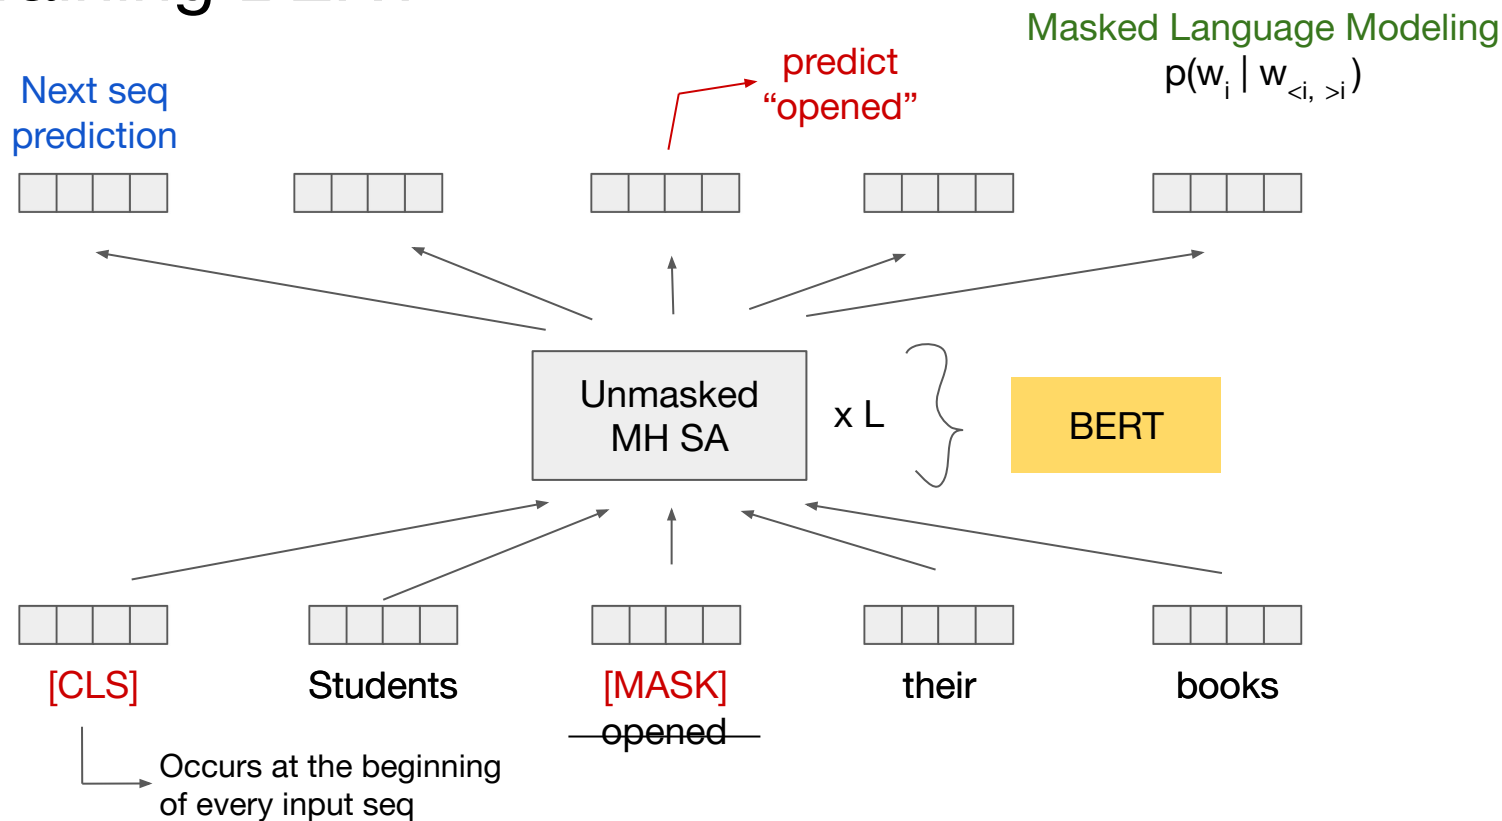 Masked Language Modeling
p(w_i | w_<i, >i)
Next seq
prediction
predict
“opened”
Unmasked
MH SA
x L
BERT
[CLS]
Students
[MASK]
their
books
opened
Occurs at the beginning
of every input seq